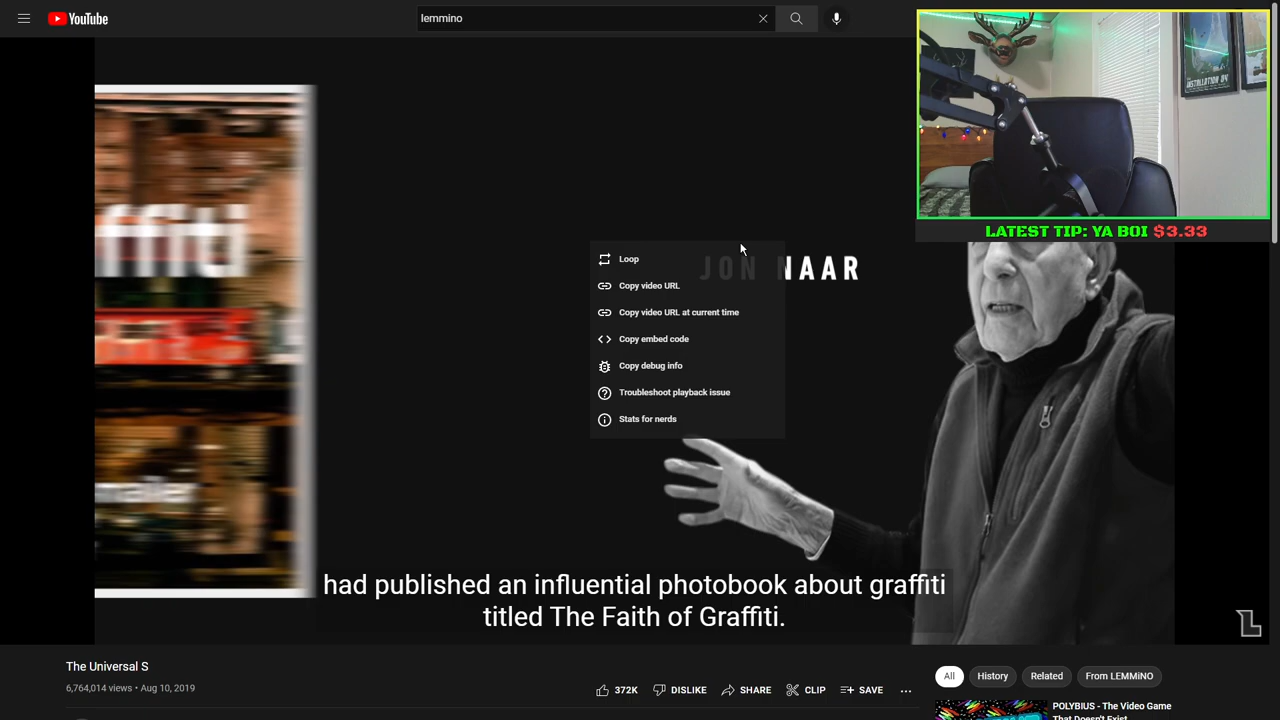 YouTube
lemmino
LATEST TIP: YA BOI $3.33
JON NAAR
Loop
Copy video URL
Copy video URL at current time
Copy embed code
Copy debug info
Troubleshoot playback issue
Stats for nerds
had published an influential photobook about graffiti
titled The Faith of Graffiti.
The Universal S
6,764,014 views • Aug 10, 2019
372K
DISLIKE
SHARE
CLIP
SAVE
All
History
Related
From LEMMiNO
POLYBIUS - The Video Game
That Doesn't Exist